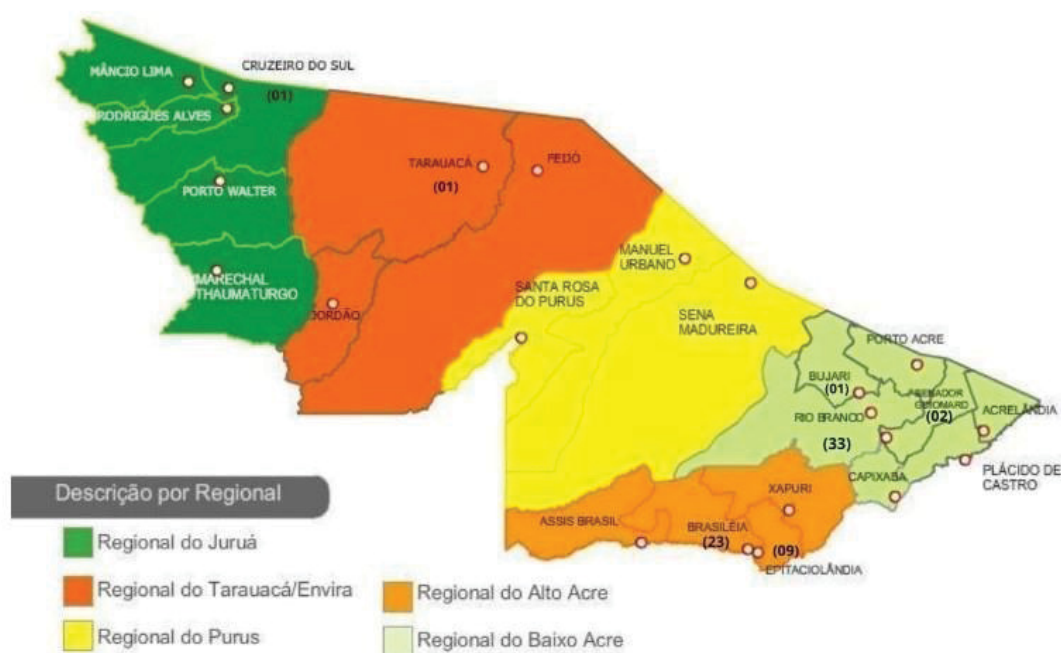 MÂNCIO LIMA
CRUZEIRO DO SUL
(01)
RODRIGUES ALVES
PORTO WALTER
MARECHAL
THAUMATURGO
TARAUACÁ
(01)
FEIJÓ
JORDÃO
MANUEL
URBANO
SANTA ROSA
DO PURUS
SENA
MADUREIRA
PORTO ACRE
BUJARI
(01)
SENADOR
GUIOMARD
(02)
ACRELÂNDIA
RIO BRANCO
(33)
PLÁCIDO DE
CASTRO
CAPIXABA
XAPURI
ASSIS BRASIL
BRASILÉIA
(23)
(09)
EPITACIOLÂNDIA
Descrição por Regional
Regional do Juruá
Regional do Tarauacá/Envira
Regional do Purus
Regional do Alto Acre
Regional do Baixo Acre